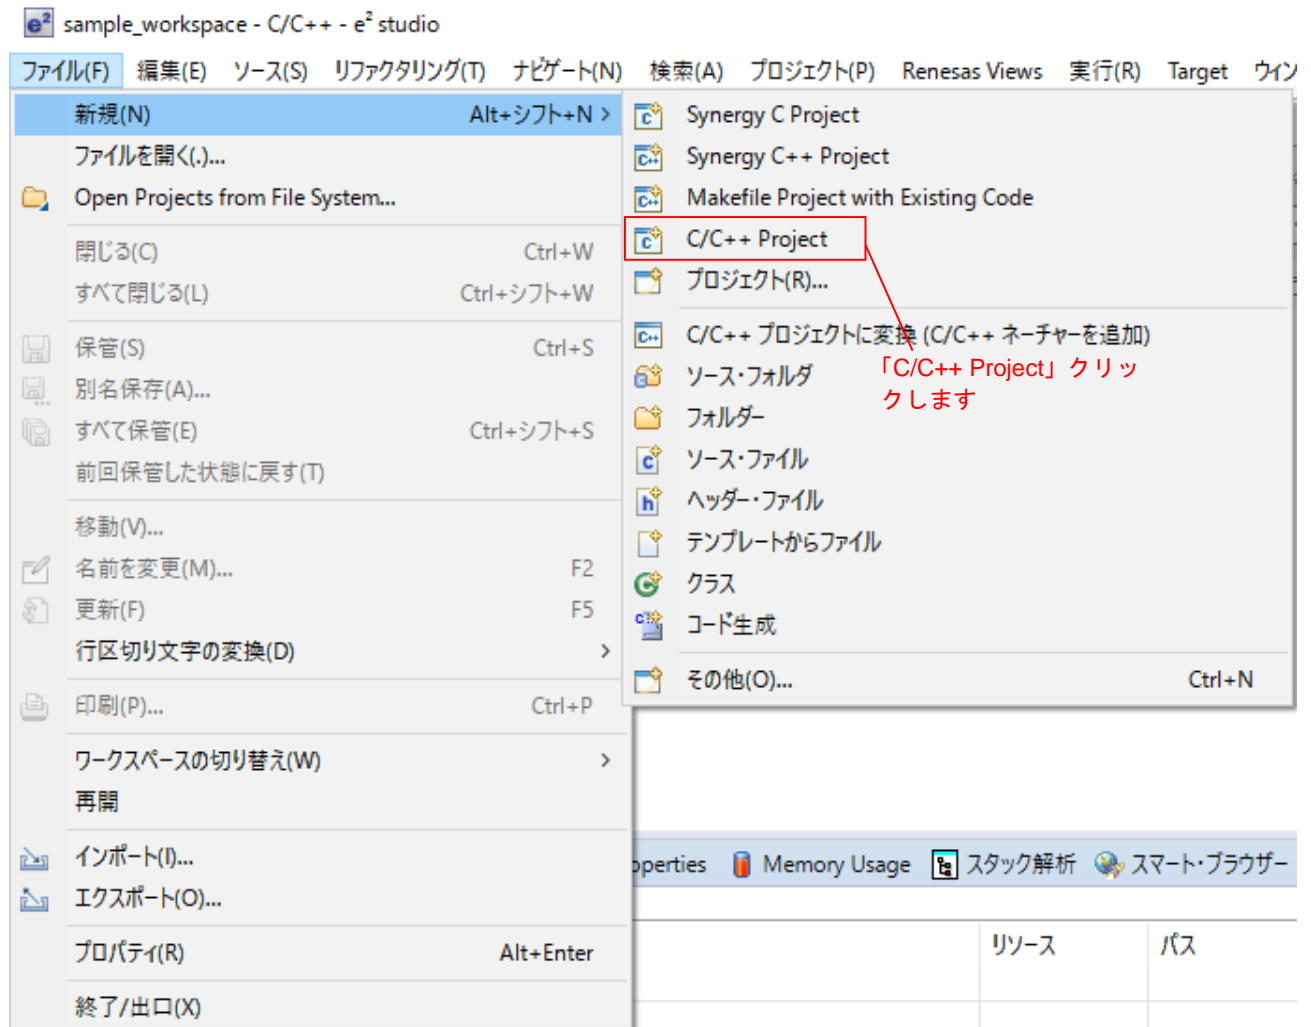 sample_workspace - C/C++ - e² studio
ファイル(F) 編集(E) ソース(S) リファクタリング(T) ナビゲート(N) 検索(A) プロジェクト(P) Renesas Views 実行(R) Target ウィン
新規(N) Alt+シフト+N >
ファイルを開く(.)...
Open Projects from File System...
閉じる(C) Ctrl+W
すべて閉じる(L) Ctrl+シフト+W
保管(S) Ctrl+S
別名保存(A)...
すべて保管(E) Ctrl+シフト+S
前回保管した状態に戻す(T)
移動(V)...
名前を変更(M)... F2
更新(F) F5
行区切り文字の変換(D) >
印刷(P)... Ctrl+P
ワークスペースの切り替え(W) >
再開
インポート(I)...
エクスポート(O)...
プロパティ(R) Alt+Enter
終了/出口(X)
Synergy C Project
Synergy C++ Project
Makefile Project with Existing Code
C/C++ Project
プロジェクト(R)...
C/C++ プロジェクトに変換 (C/C++ ネーチャーを追加)
ソース・フォルダ
フォルダー
ソース・ファイル
ヘッダー・ファイル
テンプレートからファイル
クラス
コード生成
その他(O)... Ctrl+N
「C/C++ Project」クリッ
クします
operties Memory Usage スタック解析 スマート・ブラウザー
リソース パス